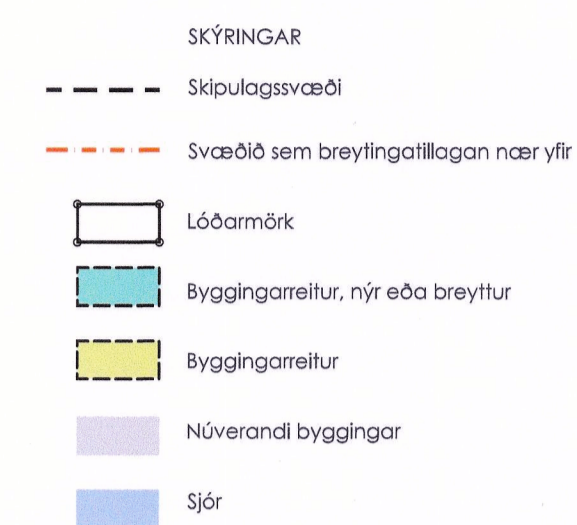 SKÝRINGAR
Skipulagssvæði
Svæðið sem breytingatillagan nær yfir
Lóðarmörk
Byggingarreitur, nýr eða breyttur
Byggingarreitur
Núverandi byggingar
Sjór